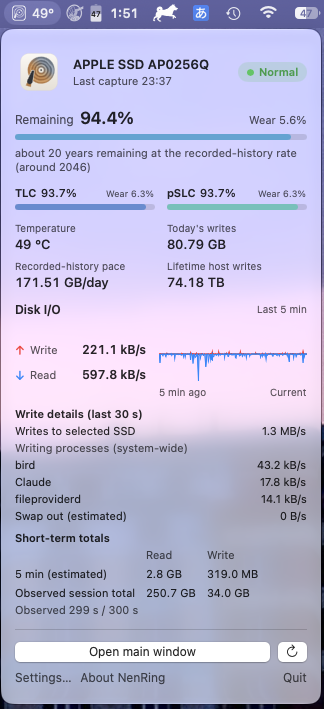 49° 47 1:51 あ 47
APPLE SSD AP0256Q
Last capture 23:37
Normal
Remaining 94.4% Wear 5.6%
about 20 years remaining at the recorded-history rate
(around 2046)
TLC 93.7% Wear 6.3% pSLC 93.7% Wear 6.3%
Temperature Today's writes
49 °C 80.79 GB
Recorded-history pace Lifetime host writes
171.51 GB/day 74.18 TB
Disk I/O Last 5 min
↑ Write 221.1 kB/s
↓ Read 597.8 kB/s
5 min ago Current
Write details (last 30 s)
Writes to selected SSD 1.3 MB/s
Writing processes (system-wide)
bird 43.2 kB/s
Claude 17.8 kB/s
fileproviderd 14.1 kB/s
Swap out (estimated) 0 B/s
Short-term totals
Read Write
5 min (estimated) 2.8 GB 319.0 MB
Observed session total 250.7 GB 34.0 GB
Observed 299 s / 300 s
Open main window
Settings... About NenRing Quit